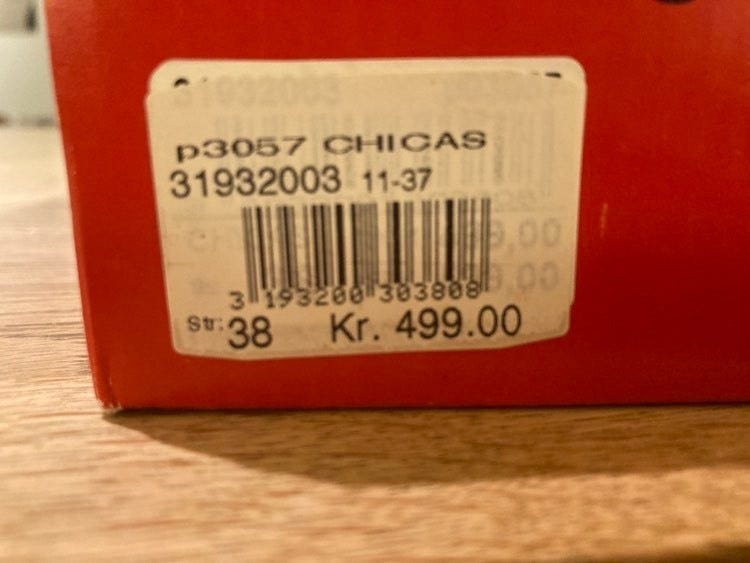 p3057 CHICAS
31932003 11-37
3 193200 303808
Str: 38 Kr. 499.00